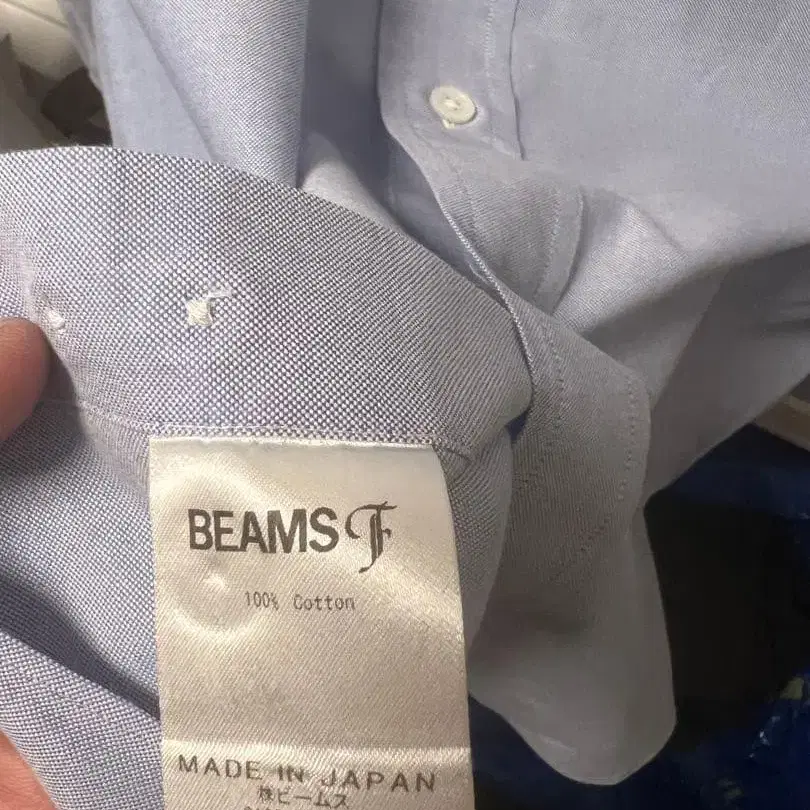 BEAMS F
100% Cotton
MADE IN JAPAN
株ビームス